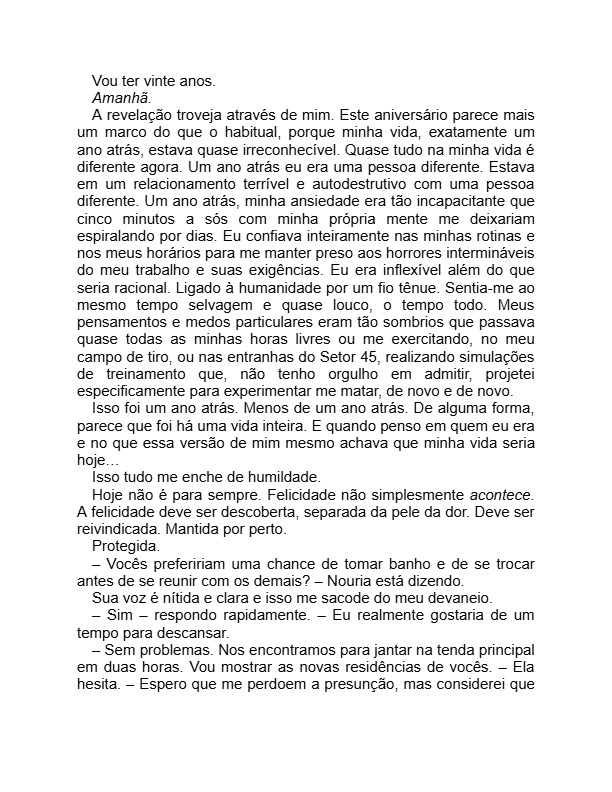 Vou ter vinte anos.
Amanhã.
A revelação troveja através de mim. Este aniversário parece mais
um marco do que o habitual, porque minha vida, exatamente um
ano atrás, estava quase irreconhecível. Quase tudo na minha vida é
diferente agora. Um ano atrás eu era uma pessoa diferente. Estava
em um relacionamento terrível e autodestrutivo com uma pessoa
diferente. Um ano atrás, minha ansiedade era tão incapacitante que
cinco minutos a sós com minha própria mente me deixariam
espiralando por dias. Eu confiava inteiramente nas minhas rotinas e
nos meus horários para me manter preso aos horrores intermináveis
do meu trabalho e suas exigências. Eu era inflexível além do que
seria racional. Ligado à humanidade por um fio tênue. Sentia-me ao
mesmo tempo selvagem e quase louco, o tempo todo. Meus
pensamentos e medos particulares eram tão sombrios que passava
quase todas as minhas horas livres ou me exercitando, no meu
campo de tiro, ou nas entranhas do Setor 45, realizando simulações
de treinamento que, não tenho orgulho em admitir, projetei
especificamente para experimentar me matar, de novo e de novo.
Isso foi um ano atrás. Menos de um ano atrás. De alguma forma,
parece que foi há uma vida inteira. E quando penso em quem eu era
e no que essa versão de mim mesmo achava que minha vida seria
hoje…
Isso tudo me enche de humildade.
Hoje não é para sempre. Felicidade não simplesmente acontece.
A felicidade deve ser descoberta, separada da pele da dor. Deve ser
reivindicada. Mantida por perto.
Protegida.
– Vocês prefeririam uma chance de tomar banho e de se trocar
antes de se reunir com os demais? – Nouria está dizendo.
Sua voz é nítida e clara e isso me sacode do meu devaneio.
– Sim – respondo rapidamente. – Eu realmente gostaria de um
tempo para descansar.
– Sem problemas. Nos encontramos para jantar na tenda principal
em duas horas. Vou mostrar as novas residências de vocês. – Ela
hesita. – Espero que me perdoem a presunção, mas considerei que